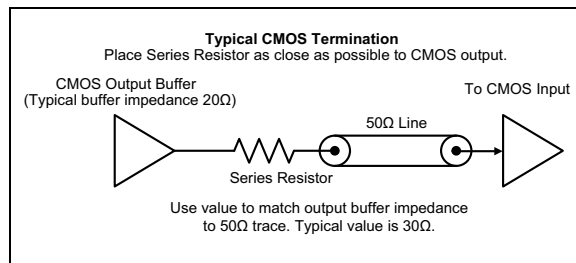 Typical CMOS Termination
Place Series Resistor as close as possible to CMOS output.
CMOS Output Buffer
(Typical buffer impedance 20Ω)
To CMOS Input
50Ω Line
Series Resistor
Use value to match output buffer impedance
to 50Ω trace. Typical value is 30Ω.